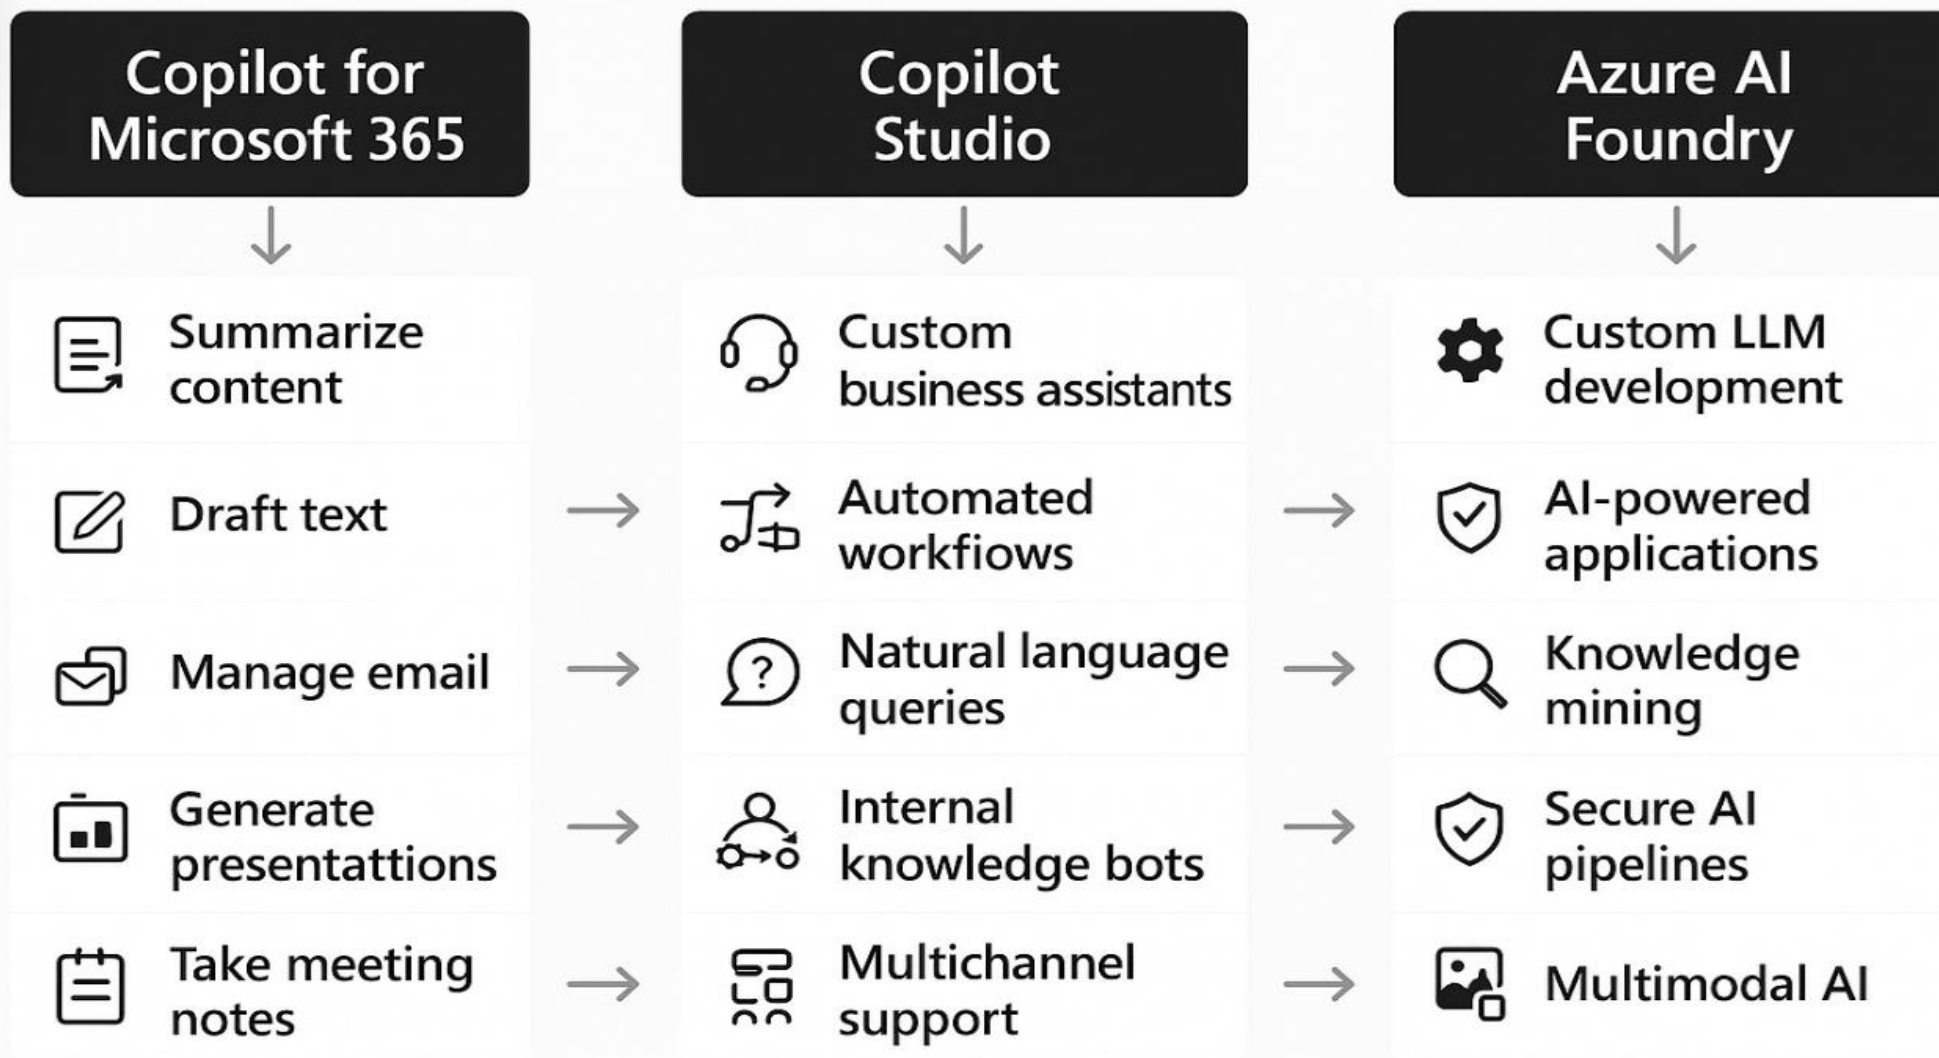 Copilot for
Microsoft 365
Copilot
Studio
Azure AI
Foundry
Summarize
content
Custom
business assistants
Custom LLM
development
Draft text
Automated
workfiows
AI-powered
applications
Manage email
Natural language
queries
Knowledge
mining
Generate
presentattions
Internal
knowledge bots
Secure AI
pipelines
Take meeting
notes
Multichannel
support
Multimodal AI